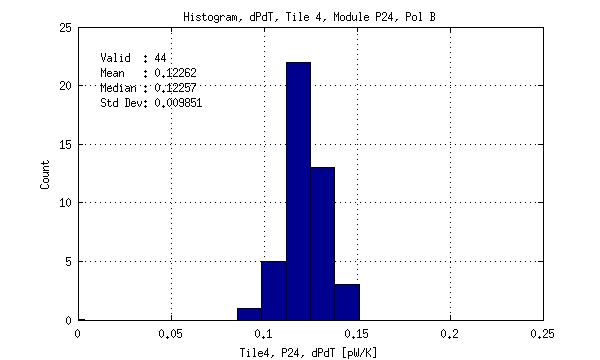 Histogram, dPdT, Tile 4, Module P24, Pol B
25
Valid : 44
Mean : 0.12262
Median : 0.12257
Std Dev: 0.009851
20
15
Count
10
5
0
0 0.05 0.1 0.15 0.2 0.25
Tile4, P24, dPdT [pW/K]